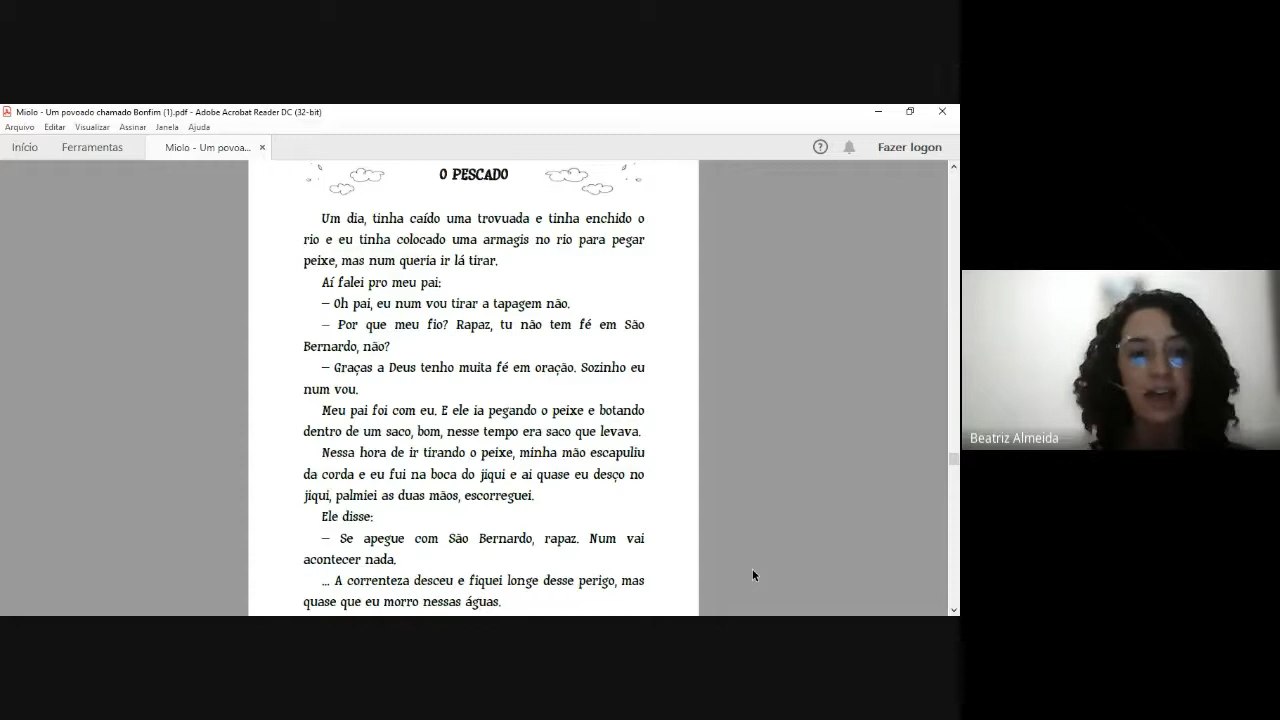 Miolo - Um povoado chamado Bonfim (1).pdf - Adobe Acrobat Reader DC (32-bit)
Arquivo Editar Visualizar Assinar Janela Ajuda
Início Ferramentas Miolo - Um povoa... × ? Fazer logon
O PESCADO
Um dia, tinha caído uma trovuada e tinha enchido o
rio e eu tinha colocado uma armagis no rio para pegar
peixe, mas num queria ir lá tirar.
Aí falei pro meu pai:
– Oh pai, eu num vou tirar a tapagem não.
– Por que meu fio? Rapaz, tu não tem fé em São
Bernardo, não?
– Graças a Deus tenho muita fé em oração. Sozinho eu
num vou.
Meu pai foi com eu. E ele ia pegando o peixe e botando
dentro de um saco, bom, nesse tempo era saco que levava.
Nessa hora de ir tirando o peixe, minha mão escapuliu
da corda e eu fui na boca do jiqui e ai quase eu desço no
jiqui, palmiei as duas mãos, escorreguei.
Ele disse:
– Se apegue com São Bernardo, rapaz. Num vai
acontecer nada.
... A correnteza desceu e fiquei longe desse perigo, mas
quase que eu morro nessas águas.
Beatriz Almeida